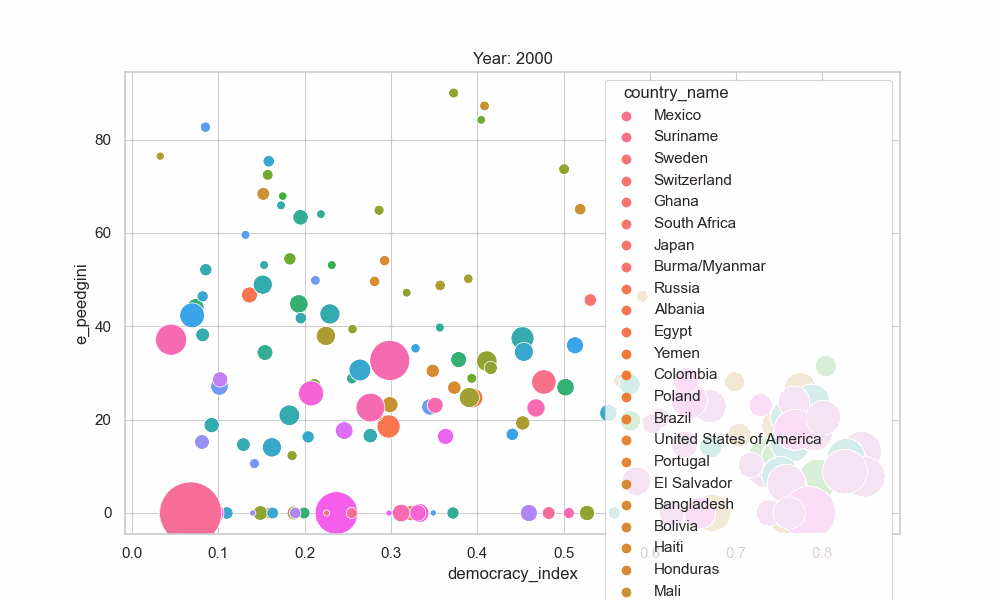 Year: 2000
country_name
Mexico
Suriname
Sweden
Switzerland
Ghana
South Africa
Japan
Burma/Myanmar
Russia
Albania
Egypt
Yemen
Colombia
Poland
Brazil
United States of America
Portugal
El Salvador
Bangladesh
Bolivia
Haiti
Honduras
Mali
80
60
40
20
0
e_peedgini
0.0 0.1 0.2 0.3 0.4 0.5 0.6 0.7 0.8
democracy_index